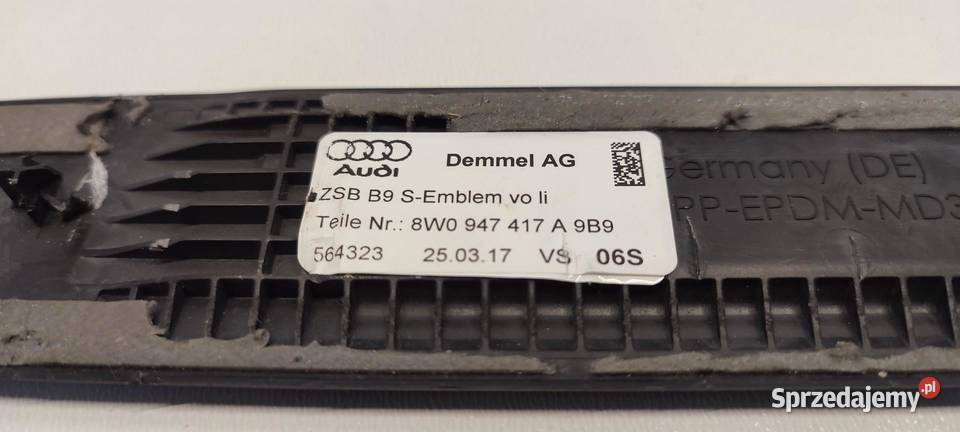 Audi
Demmel AG
ZSB B9 S-Emblem vo li
Teile Nr.: 8W0 947 417 A 9B9
564323 25.03.17 VS 06S
Germany (DE)
PP-EPDM-MD3
Sprzedajemy.pl